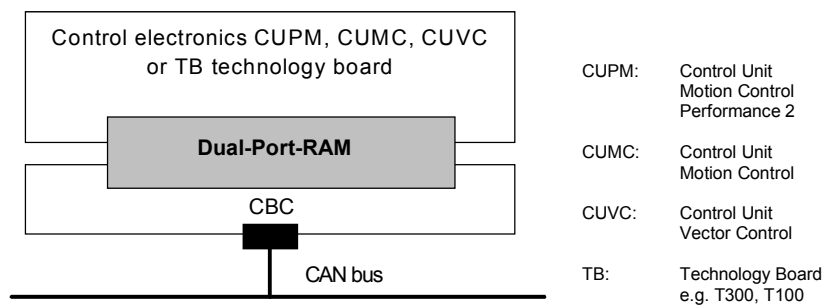 Control electronics CUPM, CUMC, CUVC
or TB technology board
Dual-Port-RAM
CBC
CAN bus
CUPM: Control Unit
Motion Control
Performance 2
CUMC: Control Unit
Motion Control
CUVC: Control Unit
Vector Control
TB: Technology Board
e.g. T300, T100